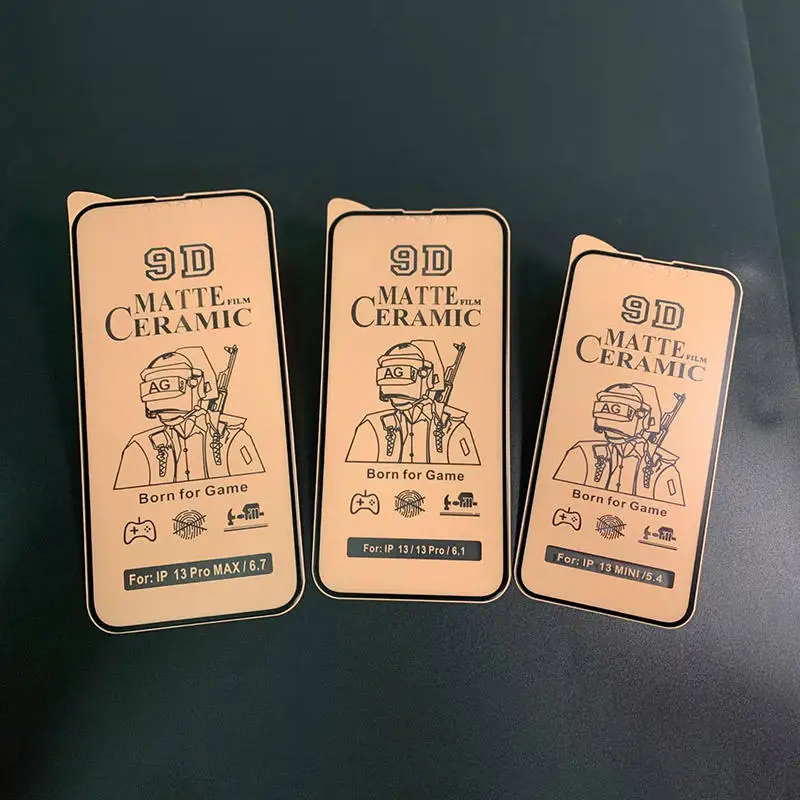 9D
MATTE FILM
CERAMIC
AG
Born for Game
For: IP 13 Pro MAX / 6.7
9D
MATTE FILM
CERAMIC
AG
Born for Game
For: IP 13 / 13 Pro / 6.1
9D
MATTE FILM
CERAMIC
AG
Born for Game
For: IP 13 MINI /5.4